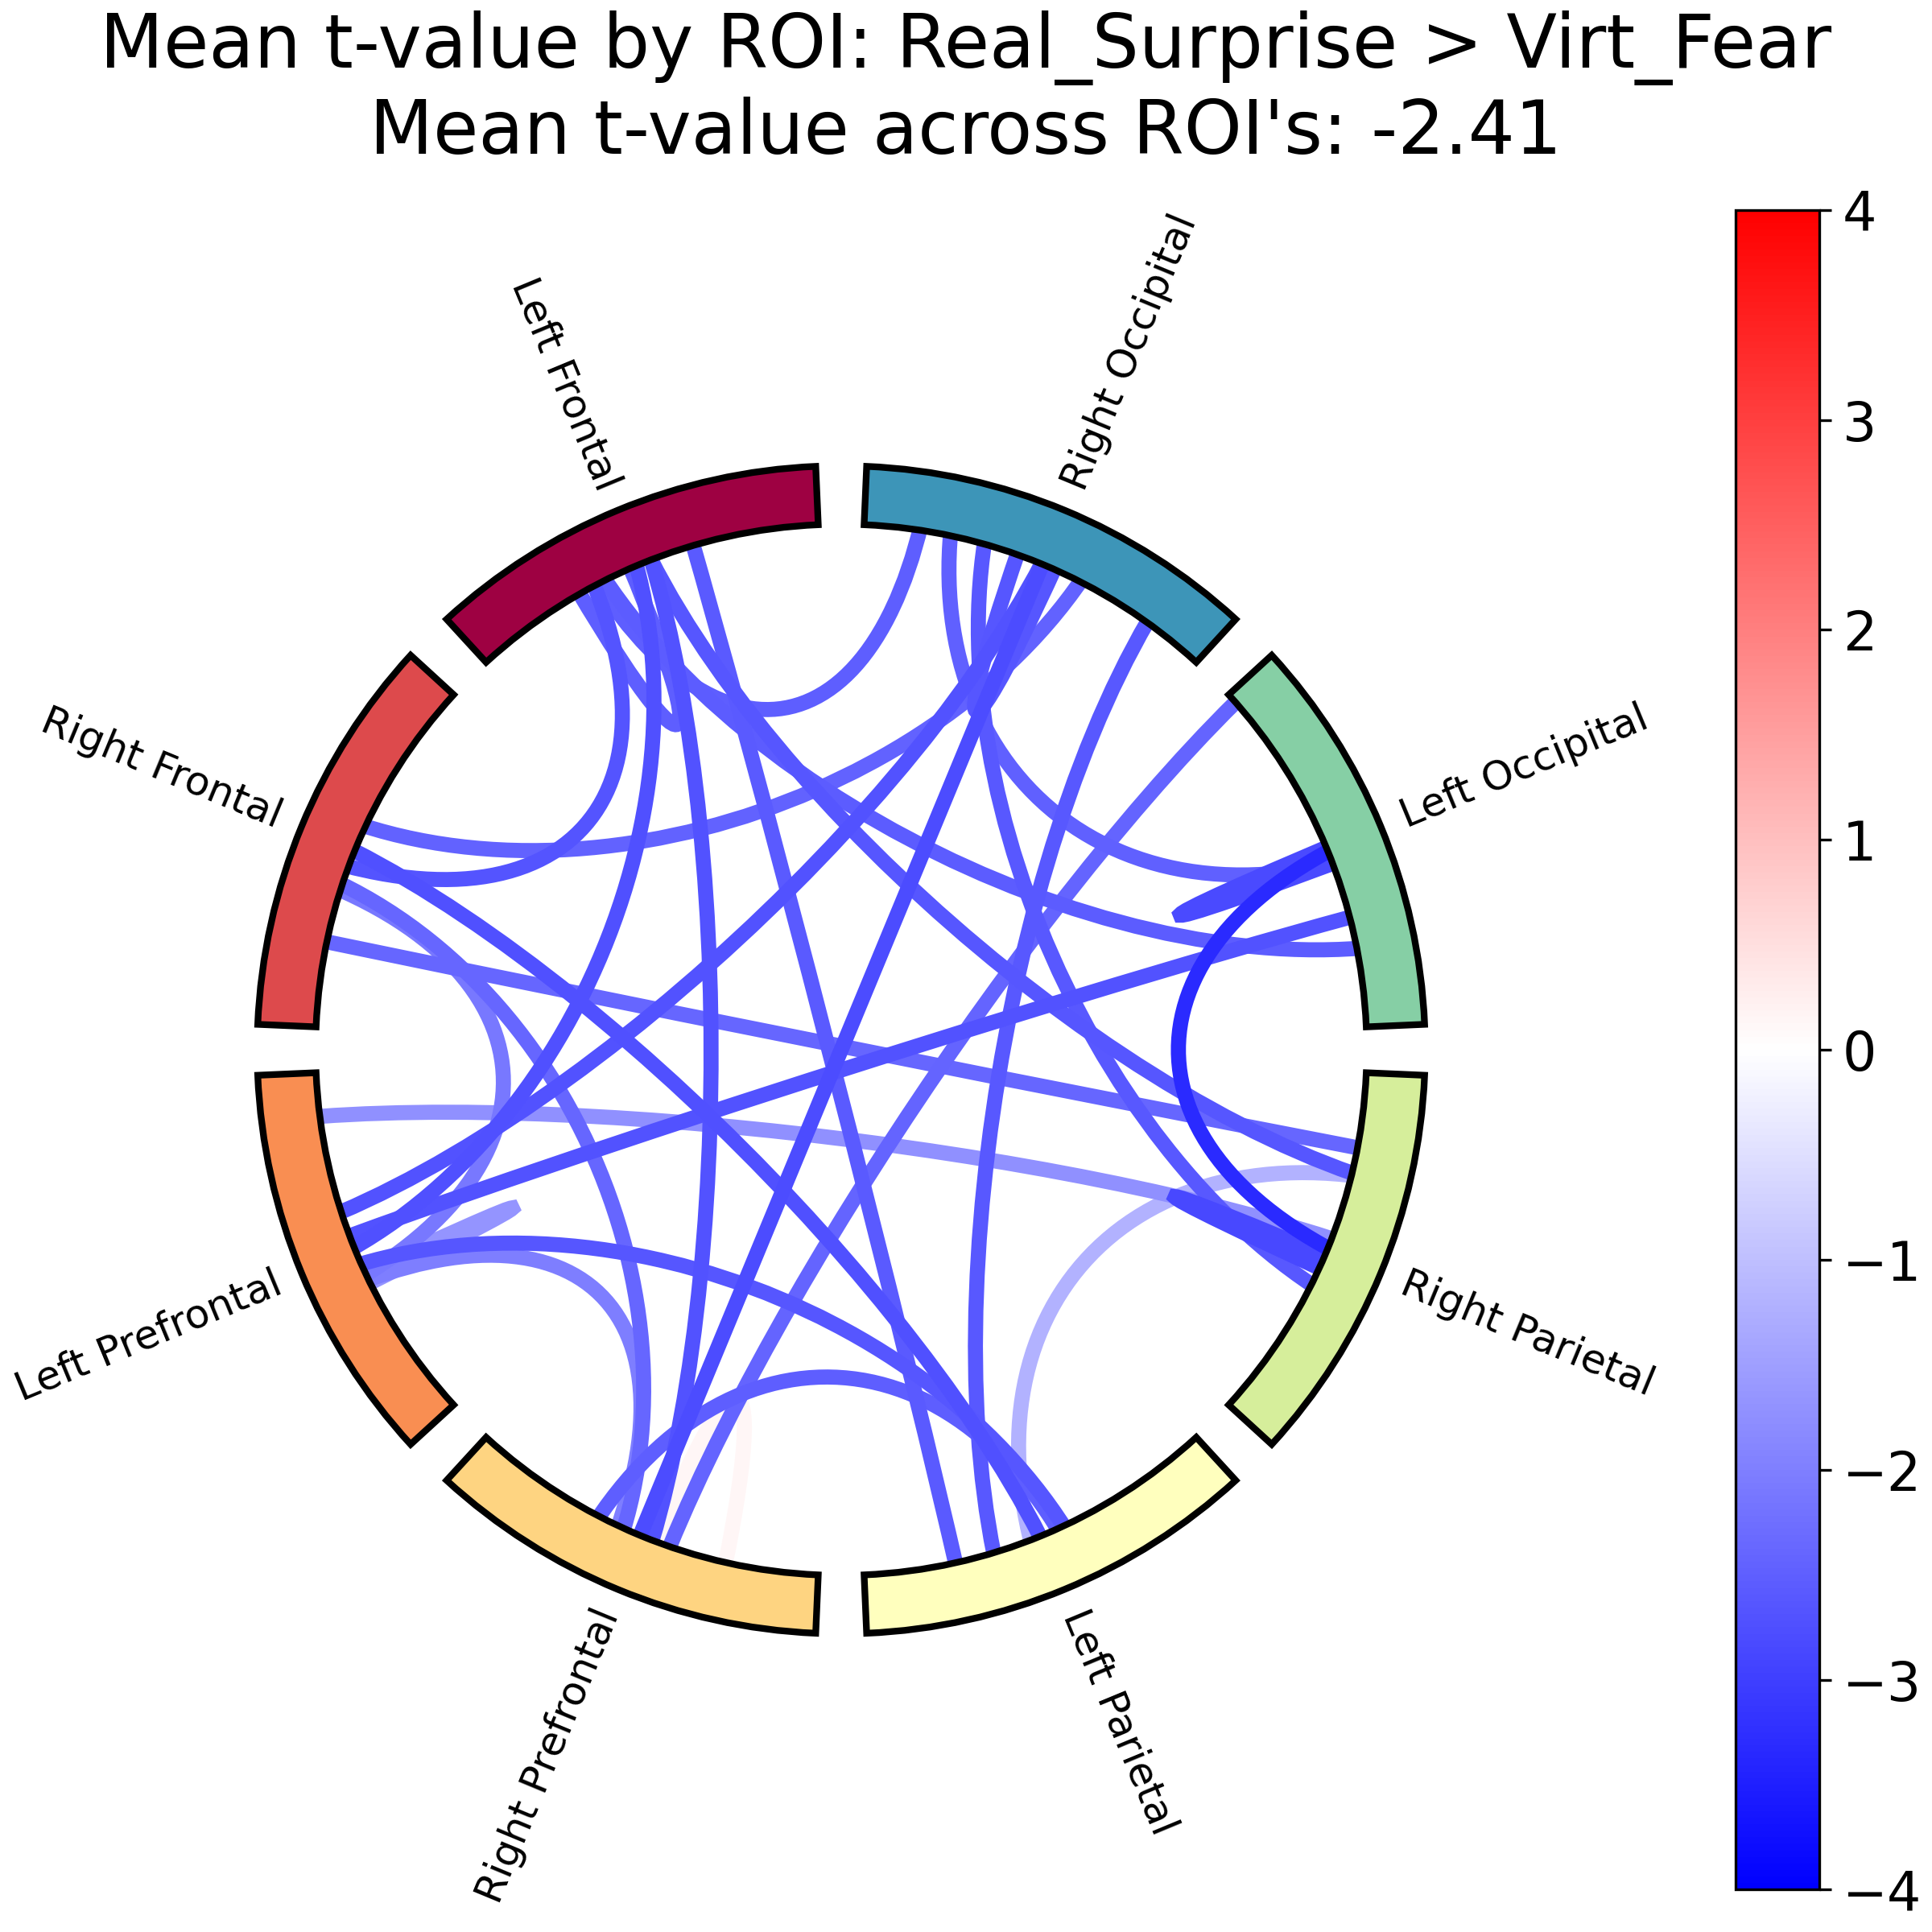 Mean t-value by ROI: Real_Surprise > Virt_Fear
Mean t-value across ROI's: -2.41
Left Frontal
Right Occipital
Right Frontal
Left Occipital
Left Prefrontal
Right Parietal
Right Prefrontal
Left Parietal
4
3
2
1
0
−1
−2
−3
−4